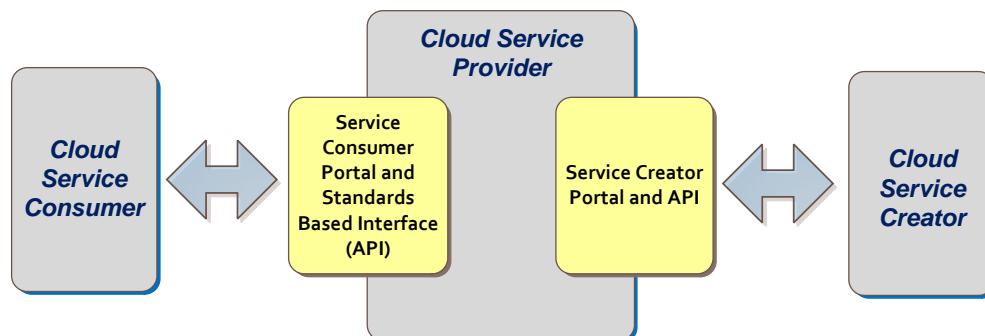 Cloud Service
Provider
Cloud
Service
Consumer
Service
Consumer
Portal and
Standards
Based Interface
(API)
Service Creator
Portal and API
Cloud
Service
Creator